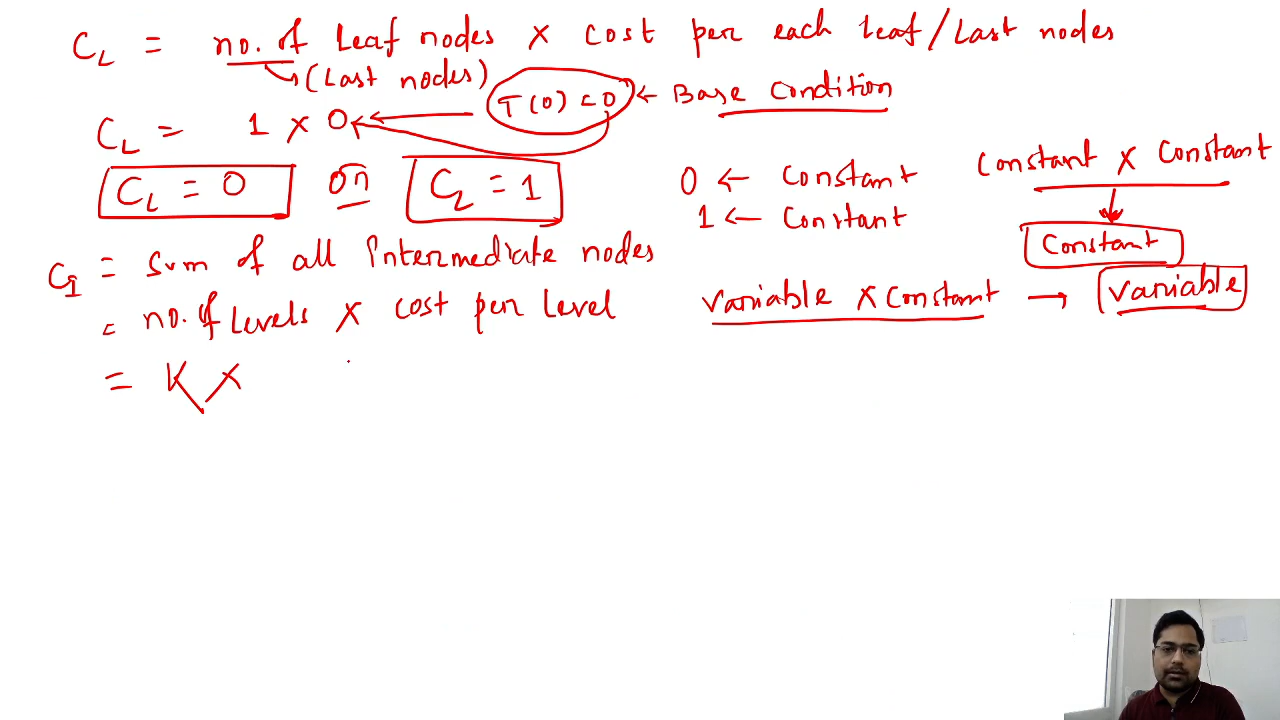 C_L = no. of Leaf nodes × cost per each leaf/Last nodes
(Last nodes)
T(0) = 0 ← Base condition
C_L = 1 × 0
C_L = 0 or C_L = 1
0 ← constant
1 ← constant
constant × constant
constant
C_I = sum of all intermediate nodes
= no. of Levels × cost per level
variable × constant → variable
= K ×